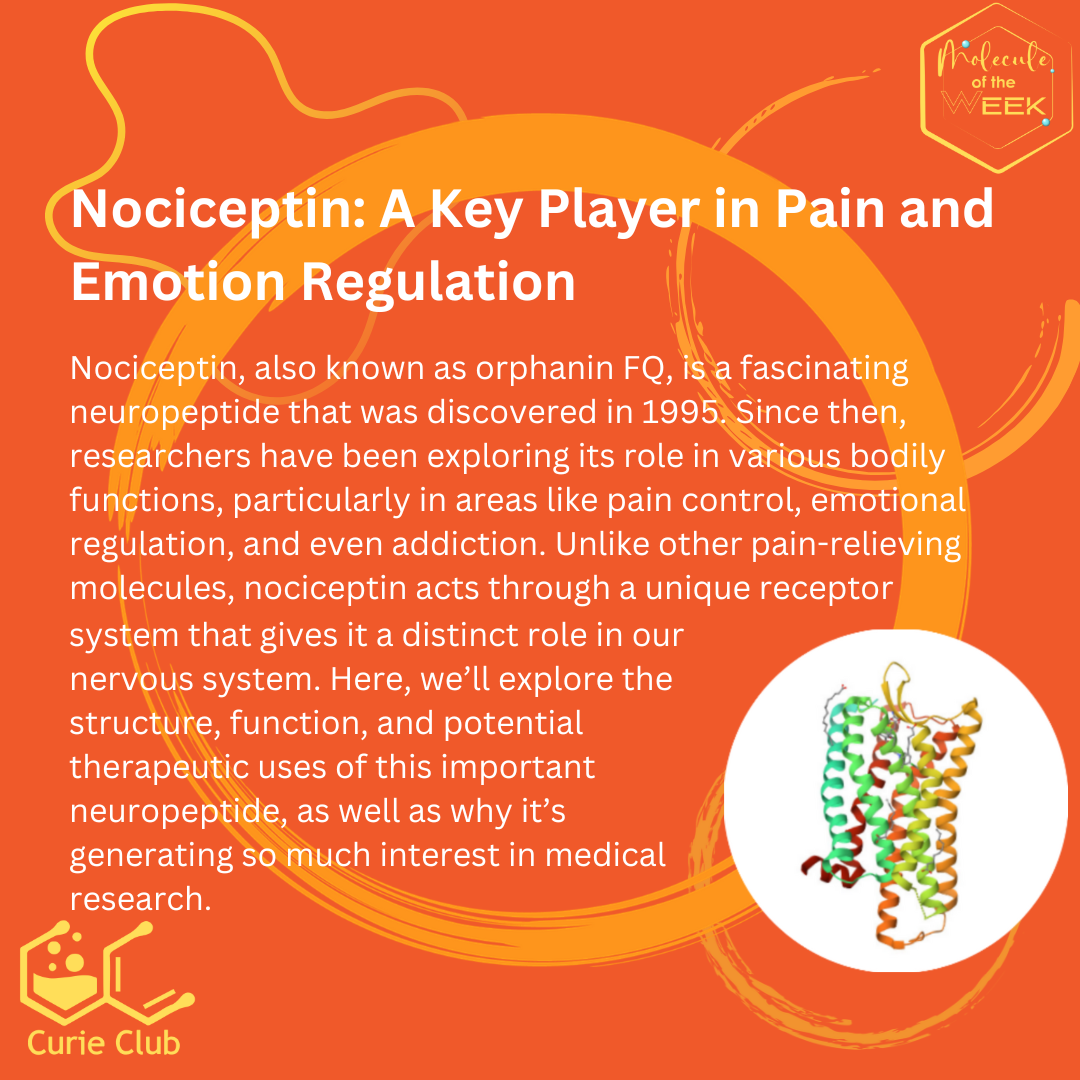 Molecule
of the
WEEK
Nociceptin: A Key Player in Pain and
Emotion Regulation
Nociceptin, also known as orphanin FQ, is a fascinating
neuropeptide that was discovered in 1995. Since then,
researchers have been exploring its role in various bodily
functions, particularly in areas like pain control, emotional
regulation, and even addiction. Unlike other pain-relieving
molecules, nociceptin acts through a unique receptor
system that gives it a distinct role in our
nervous system. Here, we’ll explore the
structure, function, and potential
therapeutic uses of this important
neuropeptide, as well as why it’s
generating so much interest in medical
research.
Curie Club